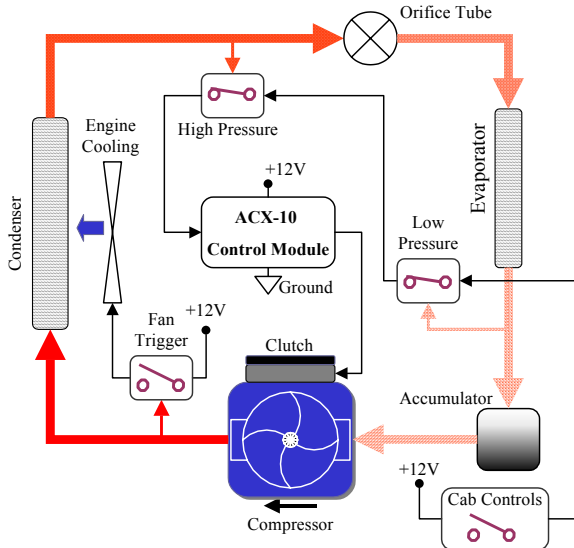 Orifice Tube
High Pressure
Engine
Cooling
+12V
ACX-10
Control Module
Ground
Condenser
Evaporator
Low
Pressure
+12V
Fan
Trigger
Clutch
Accumulator
+12V
Cab Controls
Compressor